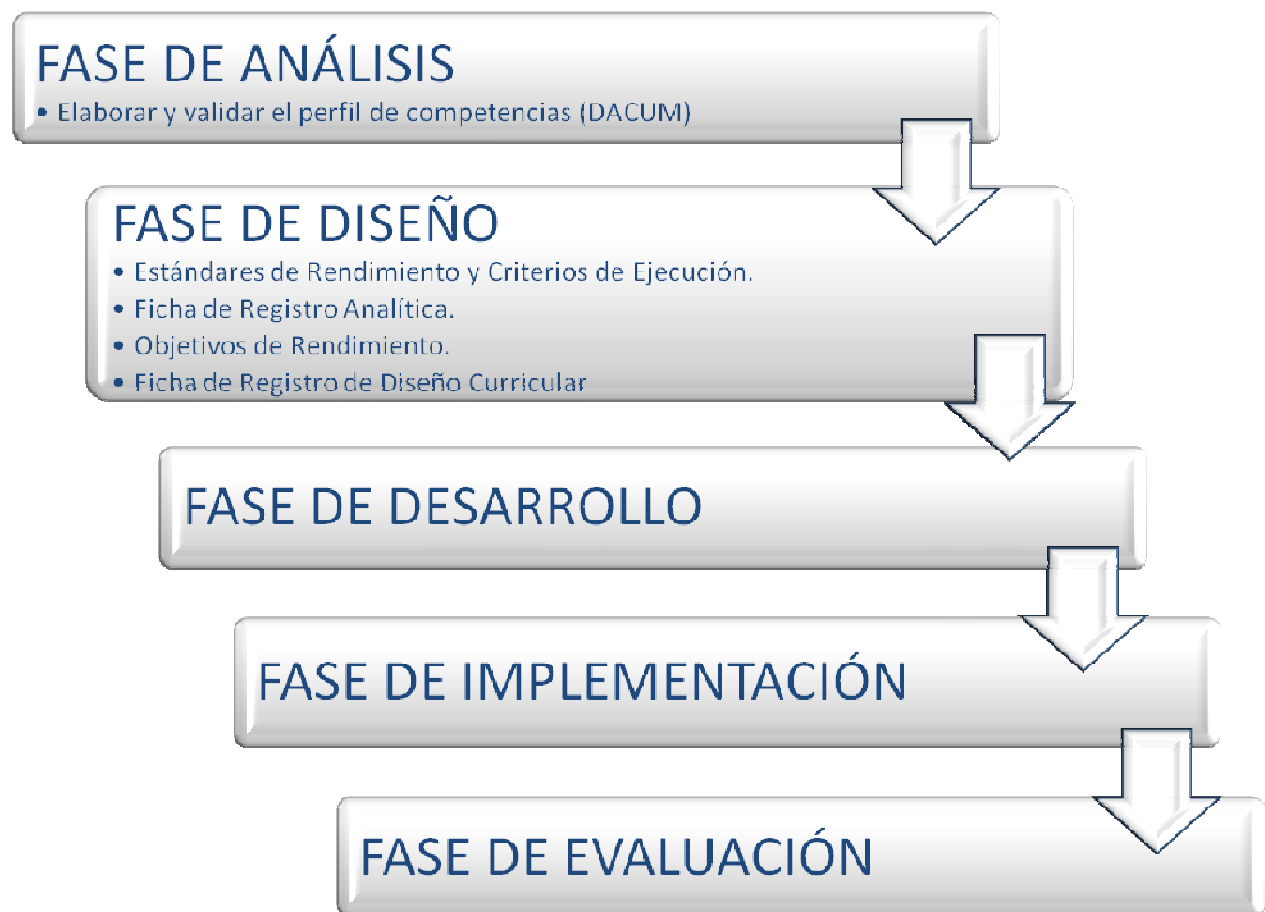 FASE DE ANÁLISIS
• Elaborar y validar el perfil de competencias (DACUM)
FASE DE DISEÑO
• Estándares de Rendimiento y Criterios de Ejecución.
• Ficha de Registro Analítica.
• Objetivos de Rendimiento.
• Ficha de Registro de Diseño Curricular
FASE DE DESARROLLO
FASE DE IMPLEMENTACIÓN
FASE DE EVALUACIÓN